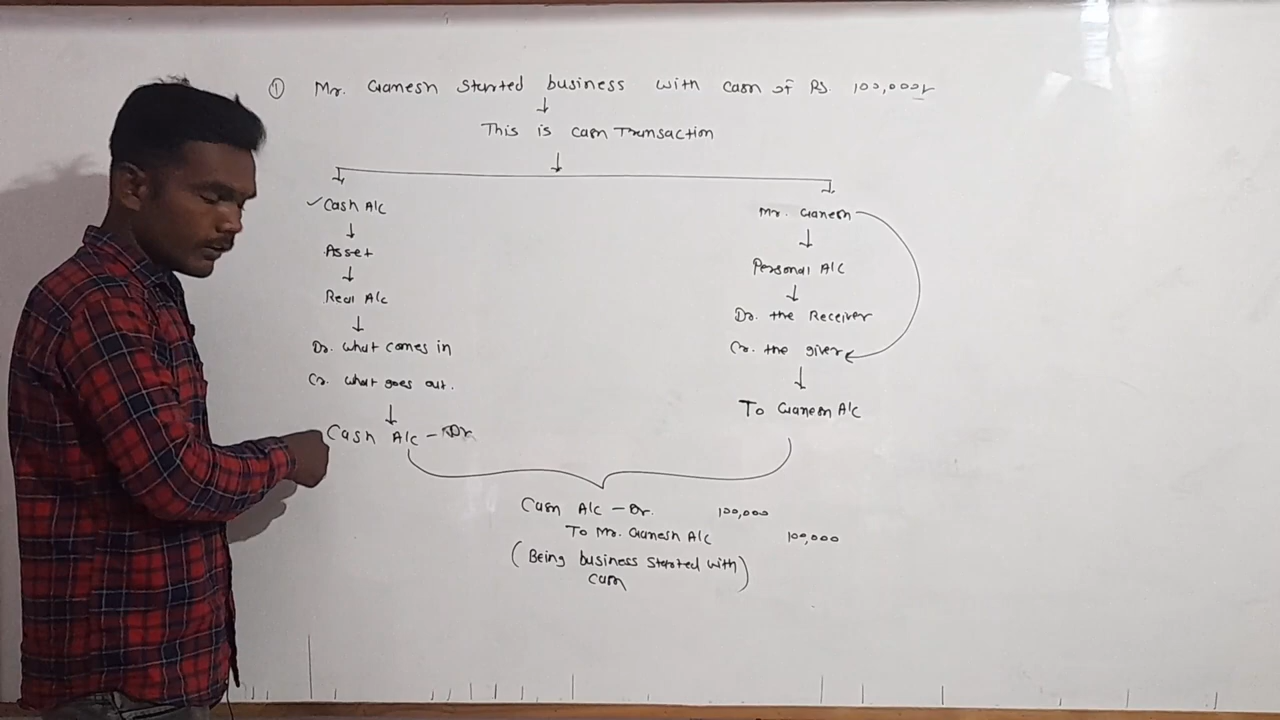 ① Mr. Ganesh Started business with cash of Rs 100,000/-
This is cash Transaction
✓Cash A/c
Asset
Real A/c
Dr. what comes in
Cr. what goes out.
Cash A/c - Dr
Mr. Ganesh
Personal A/c
Dr. the Receiver
Cr. the giver
To Ganesh A/c
Cash A/c - Dr. 100,000
To Mr. Ganesh A/c 100,000
(Being business started with
cash)